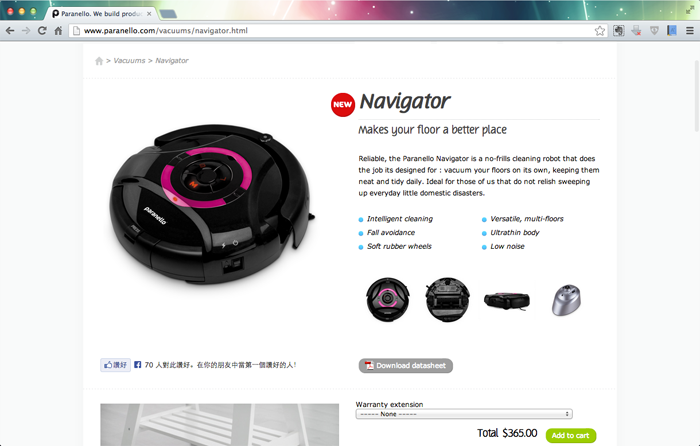 Paranello. We build produc
www.paranello.com/vacuums/navigator.html
> Vacuums > Navigator
NEW
Navigator
Makes your floor a better place
Reliable, the Paranello Navigator is a no-frills cleaning robot that does
the job its designed for : vacuum your floors on its own, keeping them
neat and tidy daily. Ideal for those of us that do not relish sweeping
up everyday little domestic disasters.
Intelligent cleaning
Versatile, multi-floors
Fall avoidance
Ultrathin body
Soft rubber wheels
Low noise
paranello
讚好
70 人對此讚好。在你的朋友中當第一個讚好的人!
Download datasheet
Warranty extension
----- None -----
Total $365.00
Add to cart